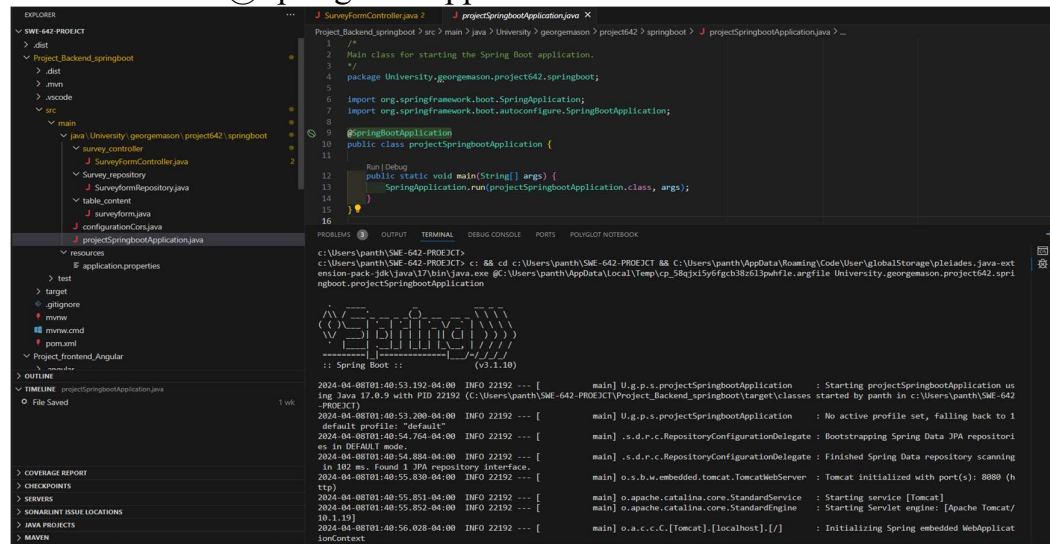 EXPLORER
SWE-642-PROEJCT
.dist
Project_Backend_springboot
.dist
.mvn
.vscode
src
main
java \ University \ georgemason \ project642 \ springboot
survey_controller
SurveyFormController.java 2
Survey_repository
SurveyformRepository.java
table_content
surveyform.java
configurationCors.java
projectSpringbootApplication.java
resources
application.properties
test
target
.gitignore
mvnw
mvnw.cmd
pom.xml
Project_frontend_Angular
.angular
OUTLINE
TIMELINE projectSpringbootApplication.java
File Saved 1 wk
COVERAGE REPORT
CHECKPOINTS
SERVERS
SONARLINT ISSUE LOCATIONS
JAVA PROJECTS
MAVEN
SurveyFormController.java 2 projectSpringbootApplication.java
Project_Backend_springboot > src > main > java > University > georgemason > project642 > springboot > projectSpringbootApplication.java > ...
1 /*
2 Main class for starting the Spring Boot application.
3 */
4 package University.georgemason.project642.springboot;
5
6 import org.springframework.boot.SpringApplication;
7 import org.springframework.boot.autoconfigure.SpringBootApplication;
8
9 @SpringBootApplication
10 public class projectSpringbootApplication {
11
Run | Debug
12 public static void main(String[] args) {
13 SpringApplication.run(projectSpringbootApplication.class, args);
14 }
15 }
16
PROBLEMS 3 OUTPUT TERMINAL DEBUG CONSOLE PORTS POLYGLOT NOTEBOOK
c:\Users\panth\SWE-642-PROEJCT>
c:\Users\panth\SWE-642-PROEJCT> c: && cd c:\Users\panth\SWE-642-PROEJCT && C:\Users\panth\AppData\Roaming\Code\User\globalStorage\pleiades.java-ext
ension-pack-jdk\java\17\bin\java.exe @C:\Users\panth\AppData\Local\Temp\cp_58qjxi5y6fgcb38z6l3pwhfle.argfile University.georgemason.project642.spri
ngboot.projectSpringbootApplication
:: Spring Boot :: (v3.1.10)
2024-04-08T01:40:53.192-04:00 INFO 22192 --- [ main] U.g.p.s.projectSpringbootApplication : Starting projectSpringbootApplication us
ing Java 17.0.9 with PID 22192 (C:\Users\panth\SWE-642-PROEJCT\Project_Backend_springboot\target\classes started by panth in c:\Users\panth\SWE-642
-PROEJCT)
2024-04-08T01:40:53.200-04:00 INFO 22192 --- [ main] U.g.p.s.projectSpringbootApplication : No active profile set, falling back to 1
default profile: "default"
2024-04-08T01:40:54.764-04:00 INFO 22192 --- [ main] .s.d.r.c.RepositoryConfigurationDelegate : Bootstrapping Spring Data JPA repositori
es in DEFAULT mode.
2024-04-08T01:40:54.884-04:00 INFO 22192 --- [ main] .s.d.r.c.RepositoryConfigurationDelegate : Finished Spring Data repository scanning
in 102 ms. Found 1 JPA repository interface.
2024-04-08T01:40:55.830-04:00 INFO 22192 --- [ main] o.s.b.w.embedded.tomcat.TomcatWebServer : Tomcat initialized with port(s): 8080 (h
ttp)
2024-04-08T01:40:55.851-04:00 INFO 22192 --- [ main] o.apache.catalina.core.StandardService : Starting service [Tomcat]
2024-04-08T01:40:55.852-04:00 INFO 22192 --- [ main] o.apache.catalina.core.StandardEngine : Starting Servlet engine: [Apache Tomcat/
10.1.19]
2024-04-08T01:40:56.028-04:00 INFO 22192 --- [ main] o.a.c.c.C.[Tomcat].[localhost].[/] : Initializing Spring embedded WebApplicat
ionContext